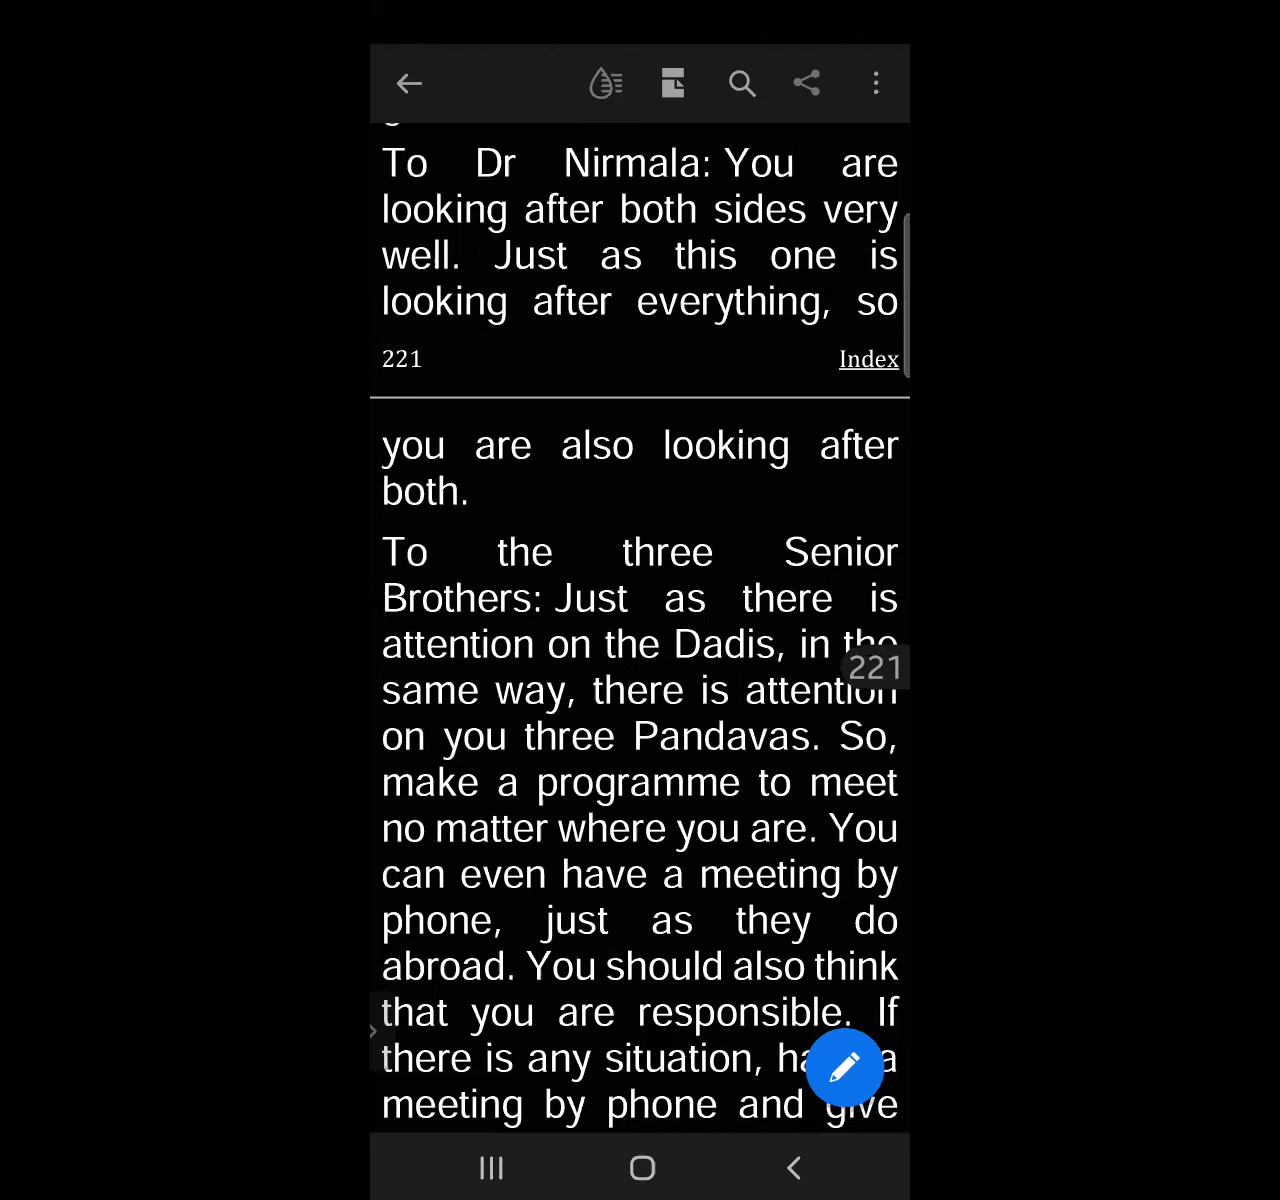 To Dr Nirmala: You are
looking after both sides very
well. Just as this one is
looking after everything, so
221 Index
you are also looking after
both.
To the three Senior
Brothers: Just as there is
attention on the Dadis, in the
221
same way, there is attention
on you three Pandavas. So,
make a programme to meet
no matter where you are. You
can even have a meeting by
phone, just as they do
abroad. You should also think
that you are responsible. If
there is any situation, a
meeting by phone and give